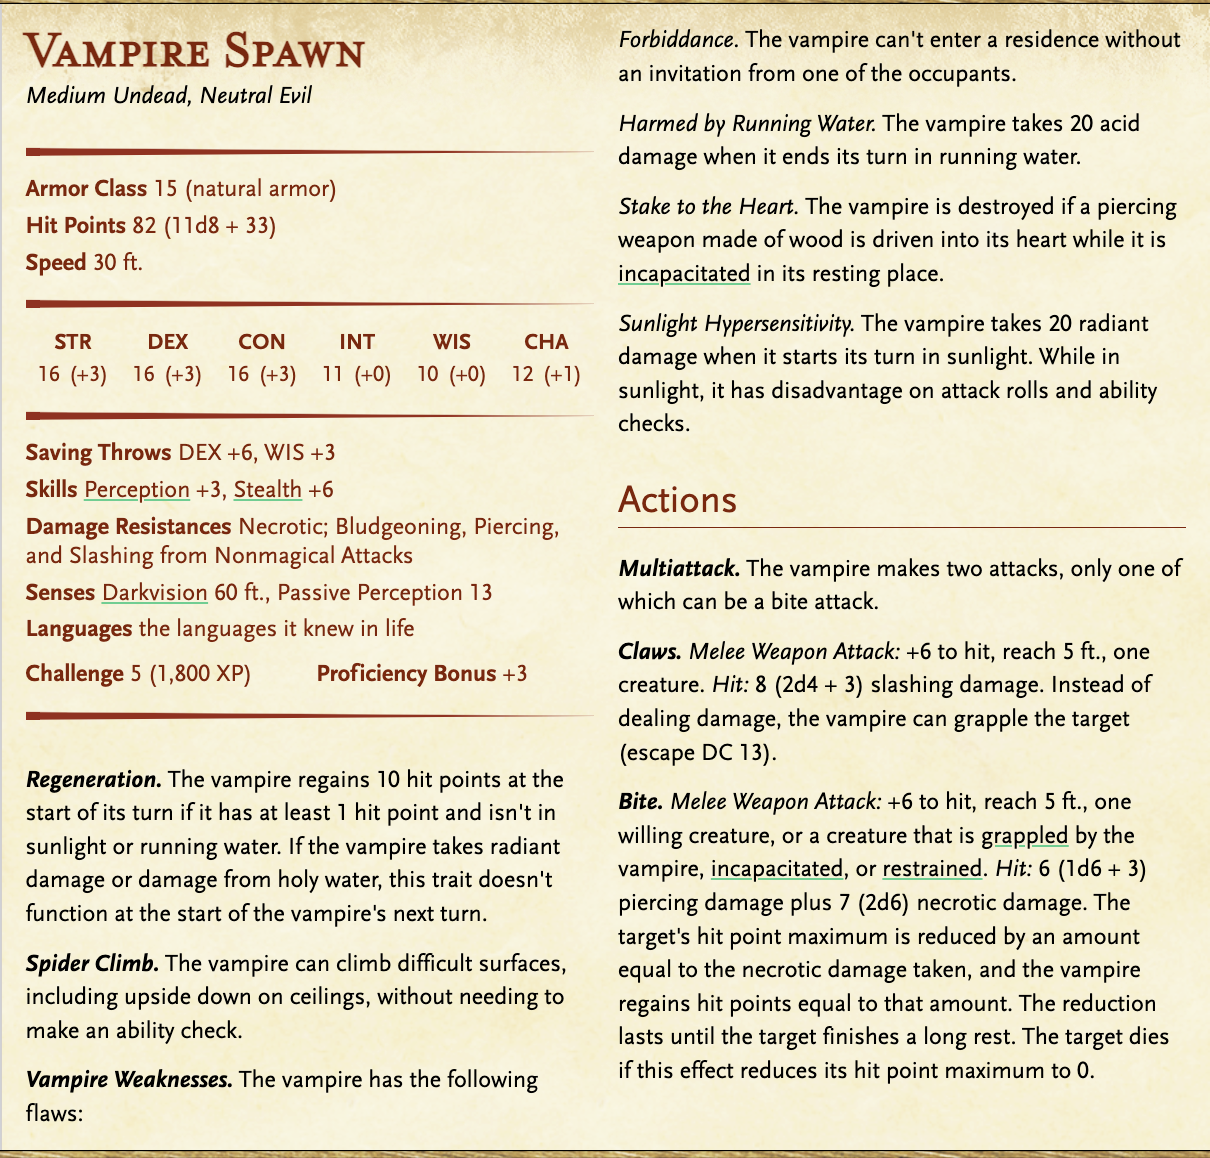 Vampire Spawn
Medium Undead, Neutral Evil
Armor Class 15 (natural armor)
Hit Points 82 (11d8 + 33)
Speed 30 ft.
STR DEX CON INT WIS CHA
16 (+3) 16 (+3) 16 (+3) 11 (+0) 10 (+0) 12 (+1)
Saving Throws DEX +6, WIS +3
Skills Perception +3, Stealth +6
Damage Resistances Necrotic; Bludgeoning, Piercing,
and Slashing from Nonmagical Attacks
Senses Darkvision 60 ft., Passive Perception 13
Languages the languages it knew in life
Challenge 5 (1,800 XP) Proficiency Bonus +3
Regeneration. The vampire regains 10 hit points at the
start of its turn if it has at least 1 hit point and isn't in
sunlight or running water. If the vampire takes radiant
damage or damage from holy water, this trait doesn't
function at the start of the vampire's next turn.
Spider Climb. The vampire can climb difficult surfaces,
including upside down on ceilings, without needing to
make an ability check.
Vampire Weaknesses. The vampire has the following
flaws:
Forbiddance. The vampire can't enter a residence without
an invitation from one of the occupants.
Harmed by Running Water. The vampire takes 20 acid
damage when it ends its turn in running water.
Stake to the Heart. The vampire is destroyed if a piercing
weapon made of wood is driven into its heart while it is
incapacitated in its resting place.
Sunlight Hypersensitivity. The vampire takes 20 radiant
damage when it starts its turn in sunlight. While in
sunlight, it has disadvantage on attack rolls and ability
checks.
Actions
Multiattack. The vampire makes two attacks, only one of
which can be a bite attack.
Claws. Melee Weapon Attack: +6 to hit, reach 5 ft., one
creature. Hit: 8 (2d4 + 3) slashing damage. Instead of
dealing damage, the vampire can grapple the target
(escape DC 13).
Bite. Melee Weapon Attack: +6 to hit, reach 5 ft., one
willing creature, or a creature that is grappled by the
vampire, incapacitated, or restrained. Hit: 6 (1d6 + 3)
piercing damage plus 7 (2d6) necrotic damage. The
target's hit point maximum is reduced by an amount
equal to the necrotic damage taken, and the vampire
regains hit points equal to that amount. The reduction
lasts until the target finishes a long rest. The target dies
if this effect reduces its hit point maximum to 0.